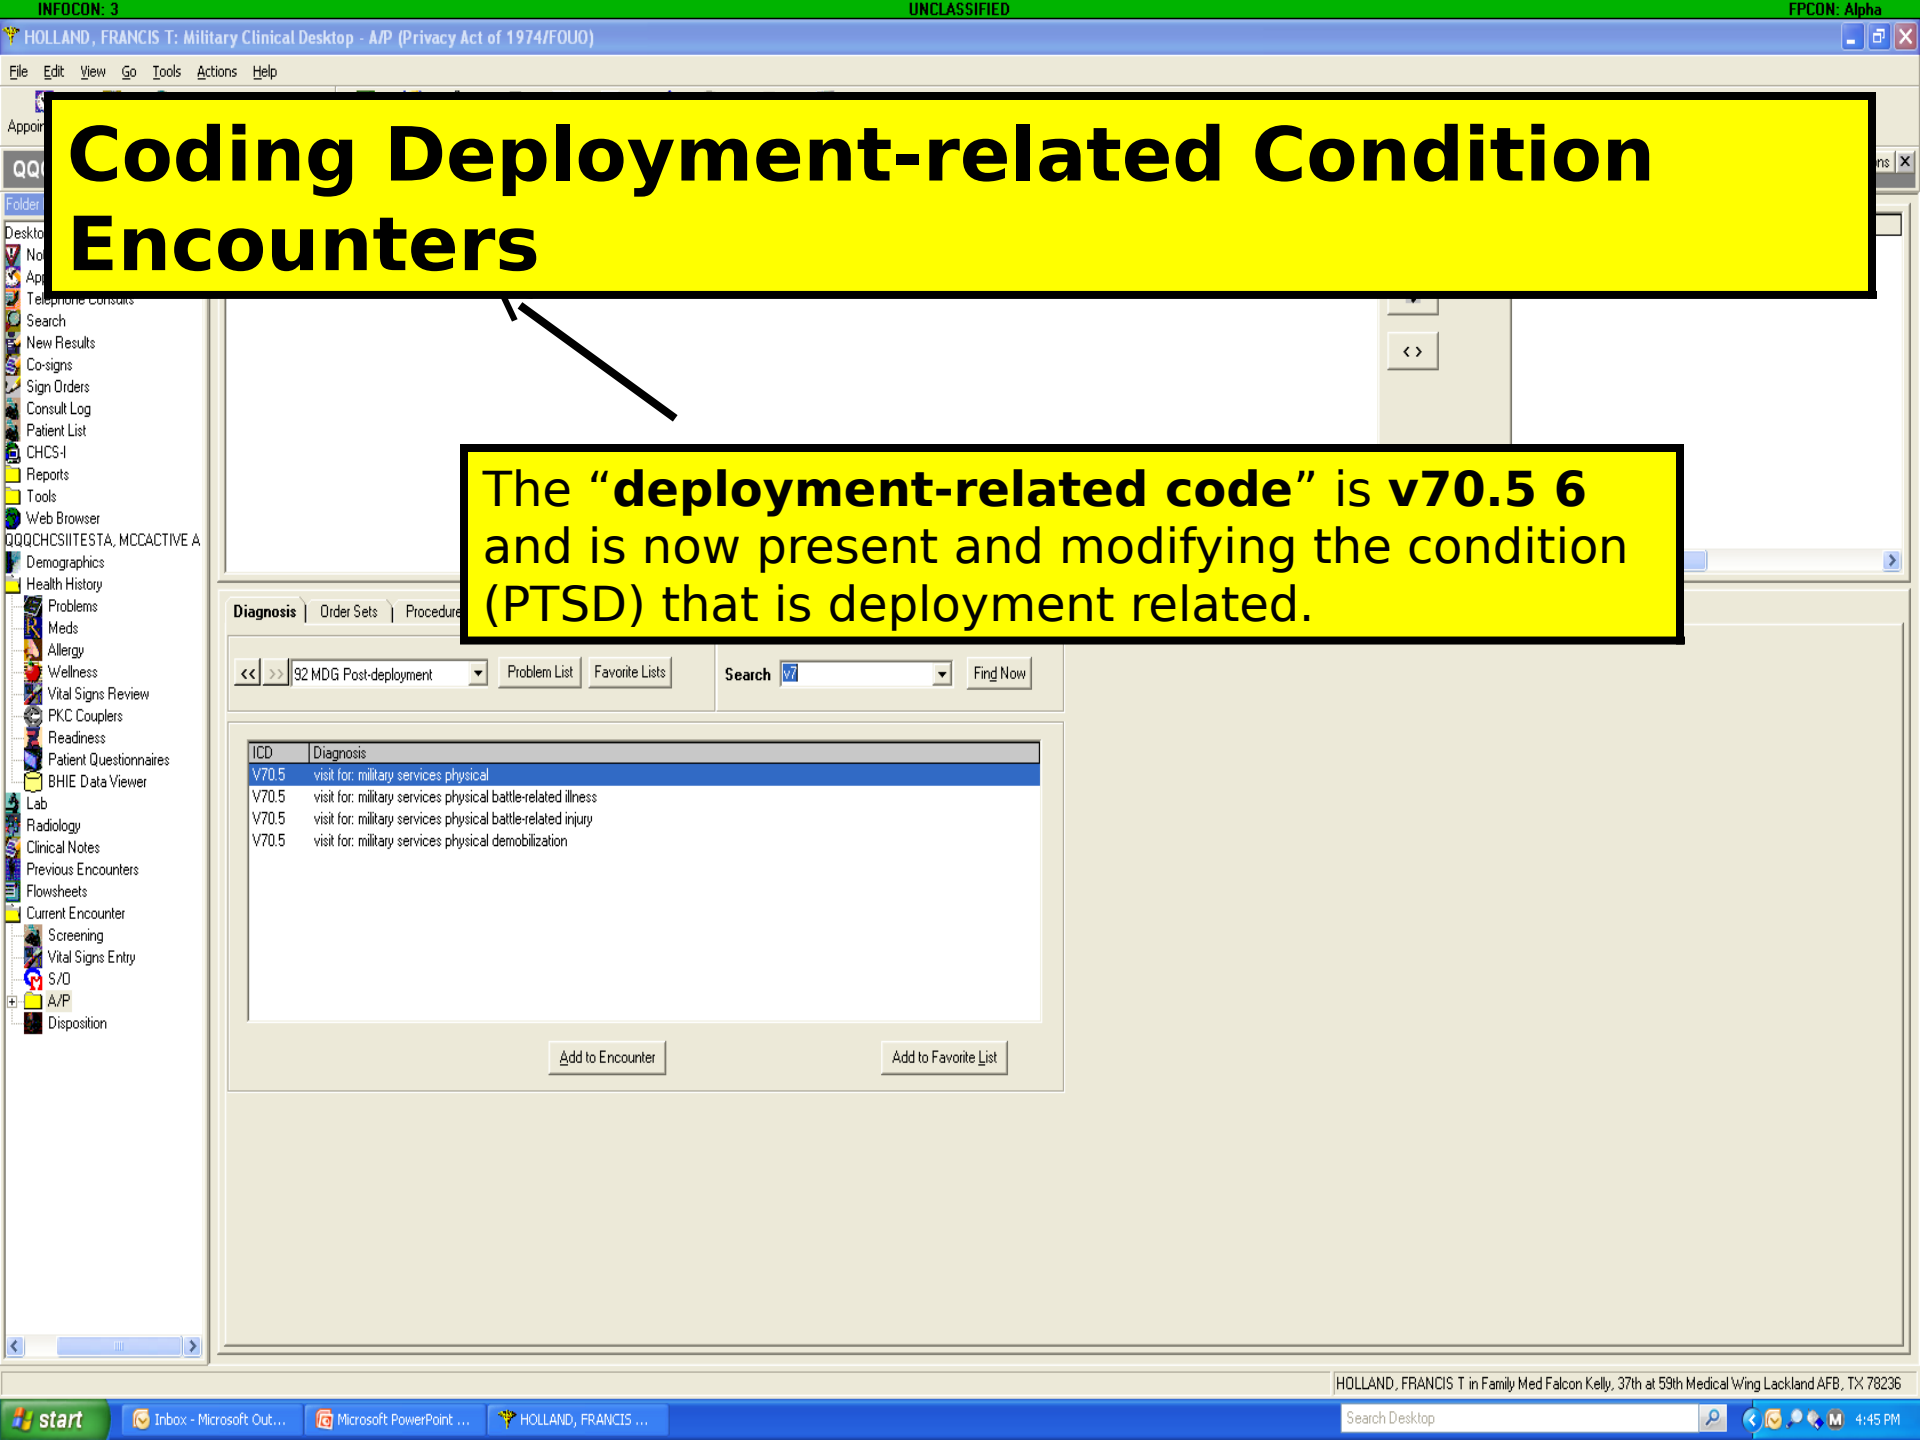 INFOCON: 3 UNCLASSIFIED FPCON: Alpha
HOLLAND, FRANCIS T: Military Clinical Desktop - A/P (Privacy Act of 1974/FOUO)
File Edit View Go Tools Actions Help
Coding Deployment-related Condition
Encounters
Telephone Consults
Search
New Results
Co-signs
Sign Orders
Consult Log
Patient List
CHCS-I
Reports
Tools
Web Browser
QQQCHCSIITESTA, MCCACTIVE A
Demographics
Health History
Problems
Meds
Allergy
Wellness
Vital Signs Review
PKC Couplers
Readiness
Patient Questionnaires
BHIE Data Viewer
Lab
Radiology
Clinical Notes
Previous Encounters
Flowsheets
Current Encounter
Screening
Vital Signs Entry
S/O
A/P
Disposition
< >
The “deployment-related code” is v70.5 6
and is now present and modifying the condition
(PTSD) that is deployment related.
Diagnosis Order Sets Procedure
<< >> 92 MDG Post-deployment Problem List Favorite Lists Search v7 Find Now
ICD Diagnosis
V70.5 visit for: military services physical
V70.5 visit for: military services physical battle-related illness
V70.5 visit for: military services physical battle-related injury
V70.5 visit for: military services physical demobilization
Add to Encounter Add to Favorite List
HOLLAND, FRANCIS T in Family Med Falcon Kelly, 37th at 59th Medical Wing Lackland AFB, TX 78236
start Inbox - Microsoft Out... Microsoft PowerPoint ... HOLLAND, FRANCIS ... Search Desktop 4:45 PM